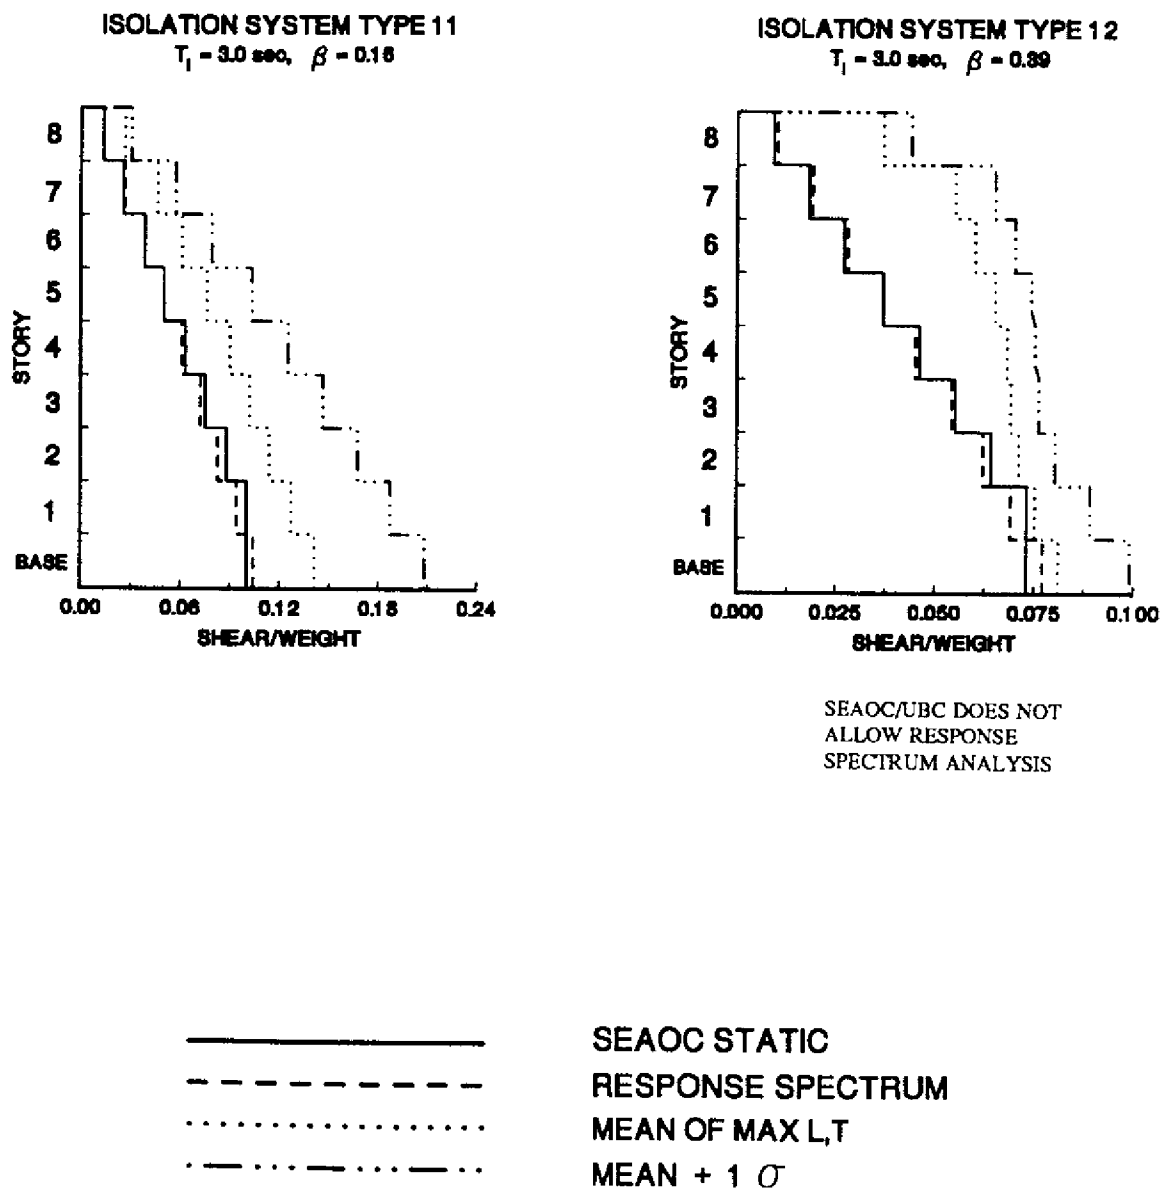 ISOLATION SYSTEM TYPE 11
T_I = 3.0 sec, β = 0.16
8
7
6
5
4
3
2
1
BASE
STORY
0.00 0.06 0.12 0.18 0.24
SHEAR/WEIGHT
ISOLATION SYSTEM TYPE 12
T_I = 3.0 sec, β = 0.39
8
7
6
5
4
3
2
1
BASE
STORY
0.000 0.025 0.050 0.075 0.100
SHEAR/WEIGHT
SEAOC/UBC DOES NOT
ALLOW RESPONSE
SPECTRUM ANALYSIS
SEAOC STATIC
RESPONSE SPECTRUM
MEAN OF MAX L,T
MEAN + 1 σ